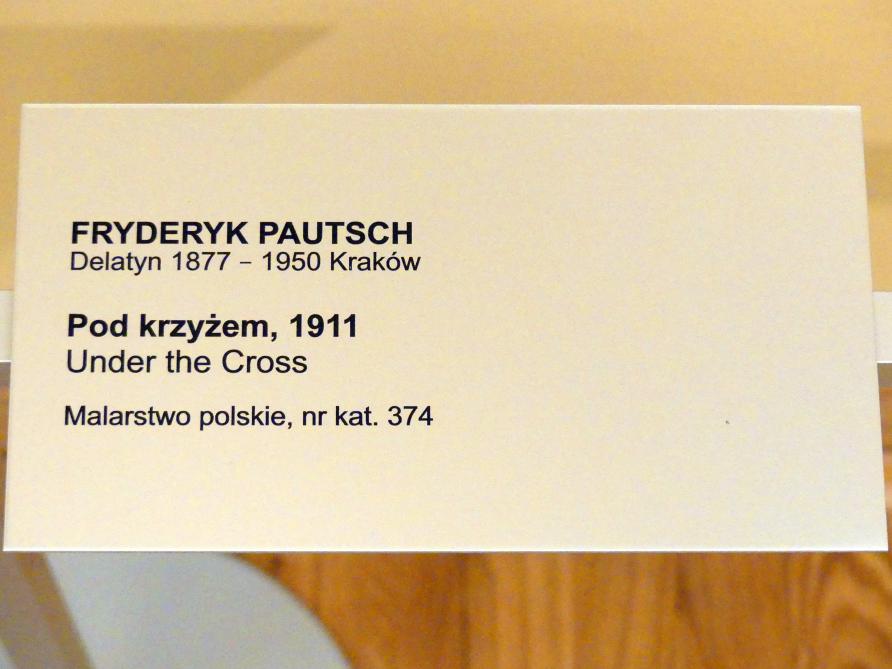 FRYDERYK PAUTSCH
Delatyn 1877 – 1950 Kraków
Pod krzyżem, 1911
Under the Cross
Malarstwo polskie, nr kat. 374